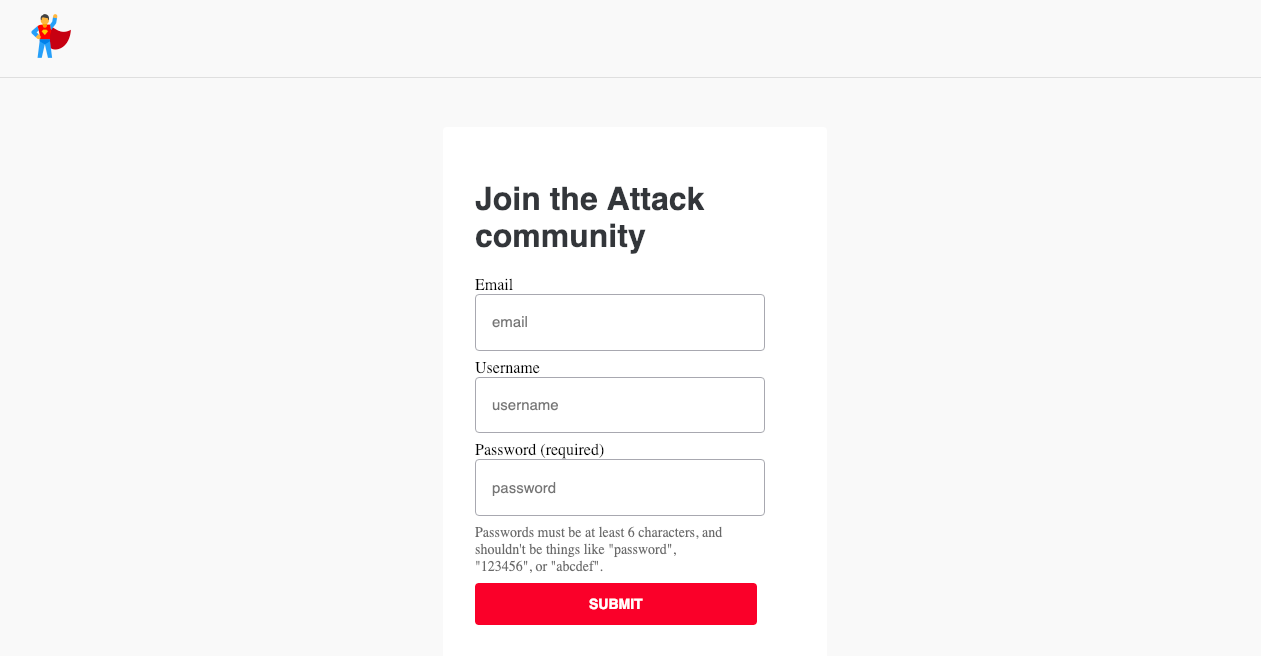 Join the Attack
community
Email
email
Username
username
Password (required)
password
Passwords must be at least 6 characters, and
shouldn't be things like "password",
"123456", or "abcdef".
SUBMIT